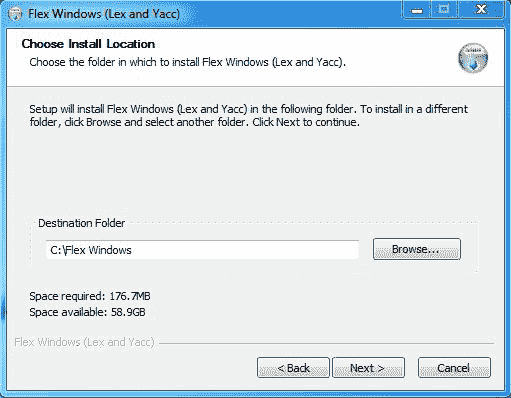 Flex Windows (Lex and Yacc)
Choose Install Location
Choose the folder in which to install Flex Windows (Lex and Yacc).
Setup will install Flex Windows (Lex and Yacc) in the following folder. To install in a different
folder, click Browse and select another folder. Click Next to continue.
Destination Folder
C:\Flex Windows
Browse...
Space required: 176.7MB
Space available: 58.9GB
Flex Windows (Lex and Yacc)
< Back Next > Cancel